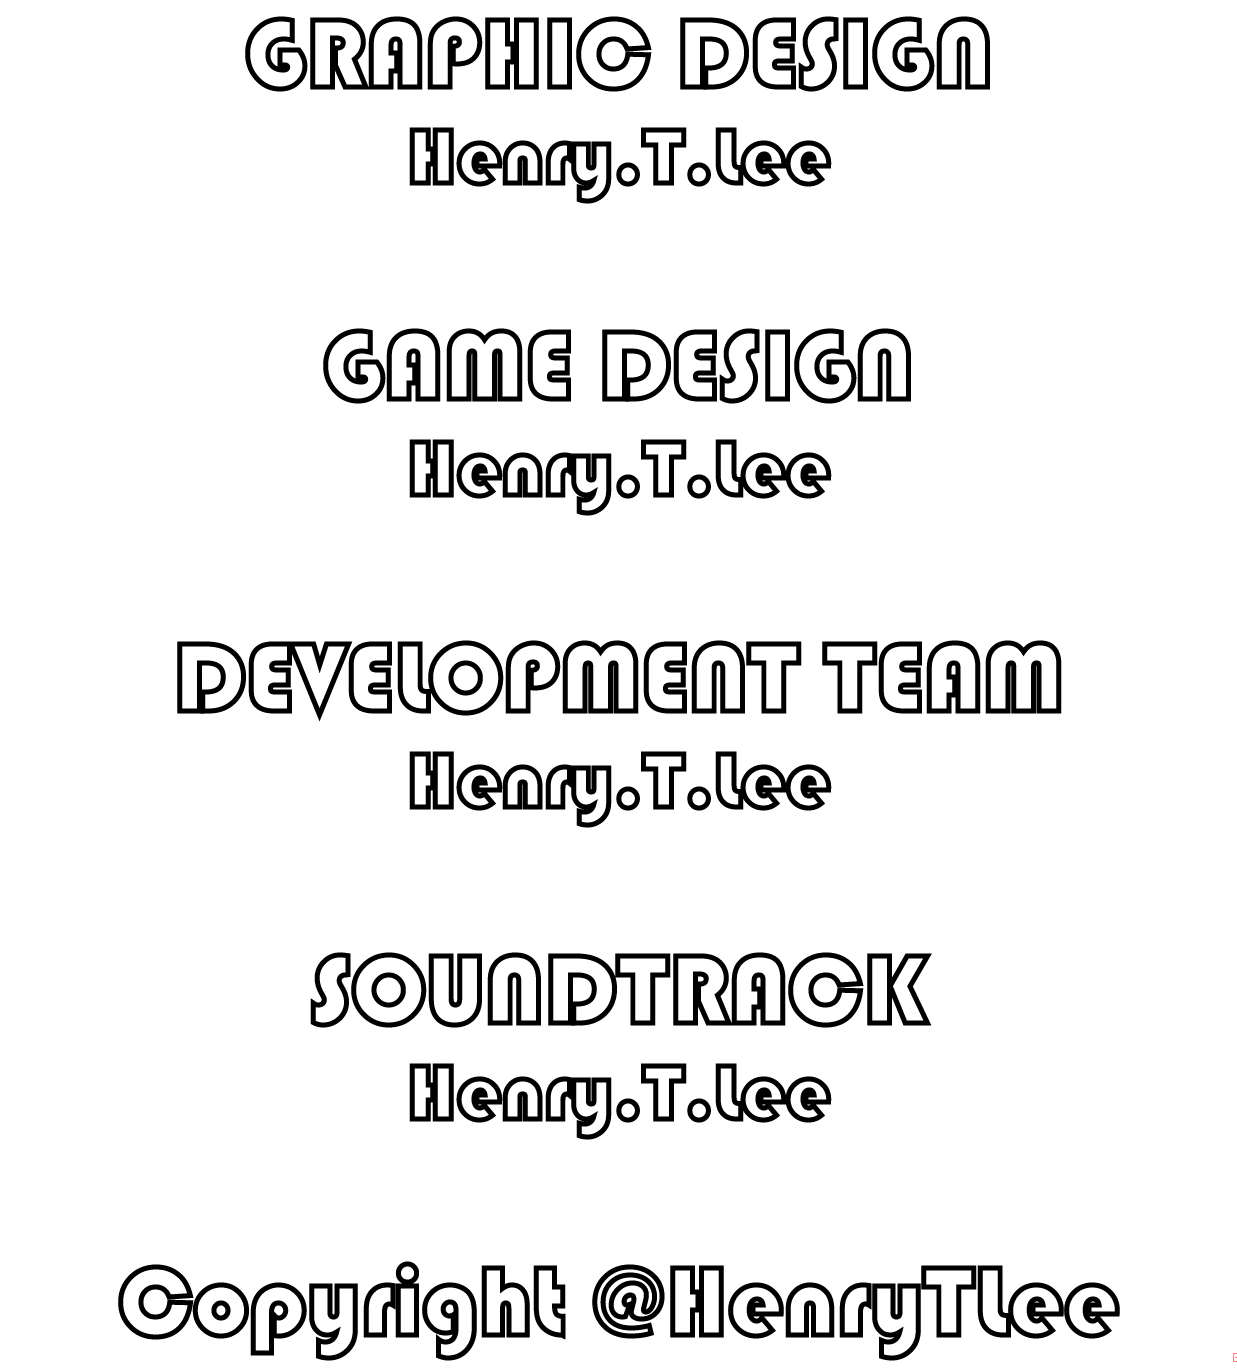 GRAPHIC DESIGN
Henry.T.Lee
GAME DESIGN
Henry.T.Lee
DEVELOPMENT TEAM
Henry.T.Lee
SOUNDTRACK
Henry.T.Lee
Copyright @HenryTLee